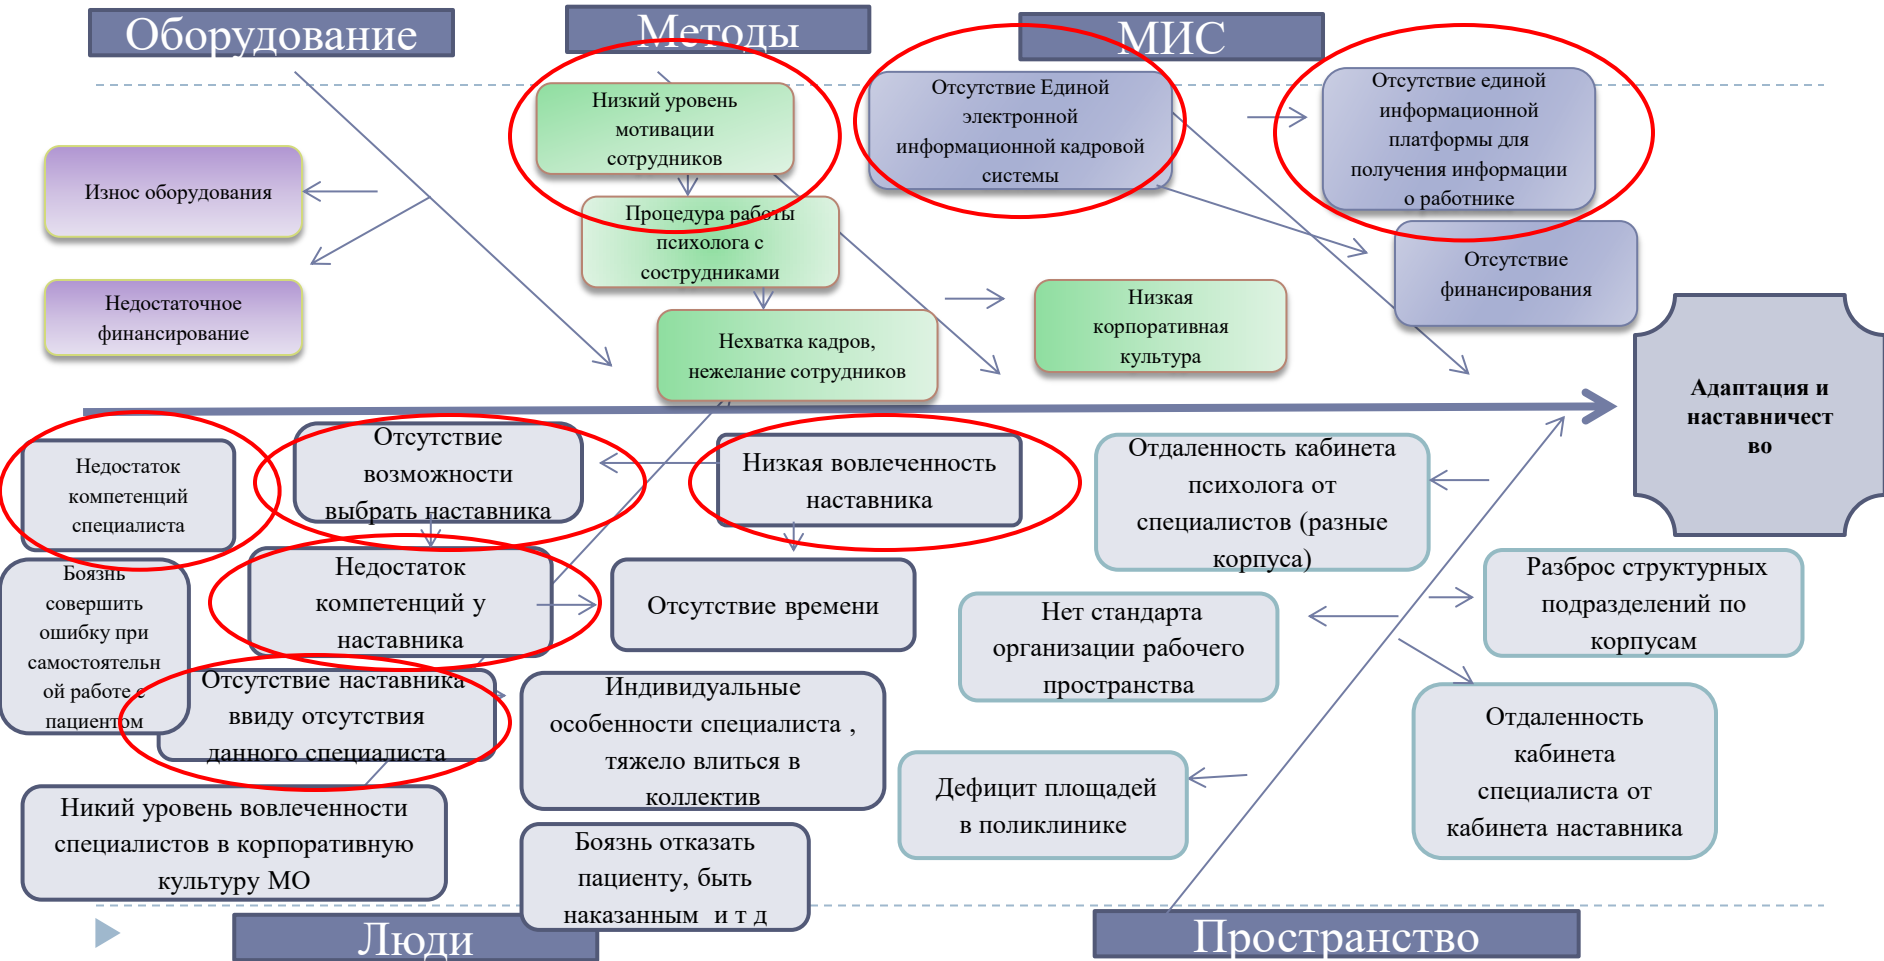 Оборудование
Методы
МИС
Низкий уровень
мотивации
сотрудников
Отсутствие Единой
электронной
информационной кадровой
системы
Отсутствие единой
информационной
платформы для
получения информации
о работнике
Износ оборудования
Процедура работы
психолога с
сострудниками
Отсутствие
финансирования
Недостаточное
финансирование
Низкая
корпоративная
культура
Нехватка кадров,
нежелание сотрудников
Адаптация и
наставничест
во
Недостаток
компетенций
специалиста
Отсутствие
возможности
выбрать наставника
Низкая вовлеченность
наставника
Отдаленность кабинета
психолога от
специалистов (разные
корпуса)
Боязнь
совершить
ошибку при
самостоятельн
ой работе с
пациентом
Недостаток
компетенций у
наставника
Отсутствие времени
Нет стандарта
организации рабочего
пространства
Разброс структурных
подразделений по
корпусам
Отсутствие наставника
ввиду отсутствия
данного специалиста
Индивидуальные
особенности специалиста ,
тяжело влиться в
коллектив
Дефицит площадей
в поликлинике
Отдаленность
кабинета
специалиста от
кабинета наставника
Никий уровень вовлеченности
специалистов в корпоративную
культуру МО
Боязнь отказать
пациенту, быть
наказанным и т д
Люди
Пространство